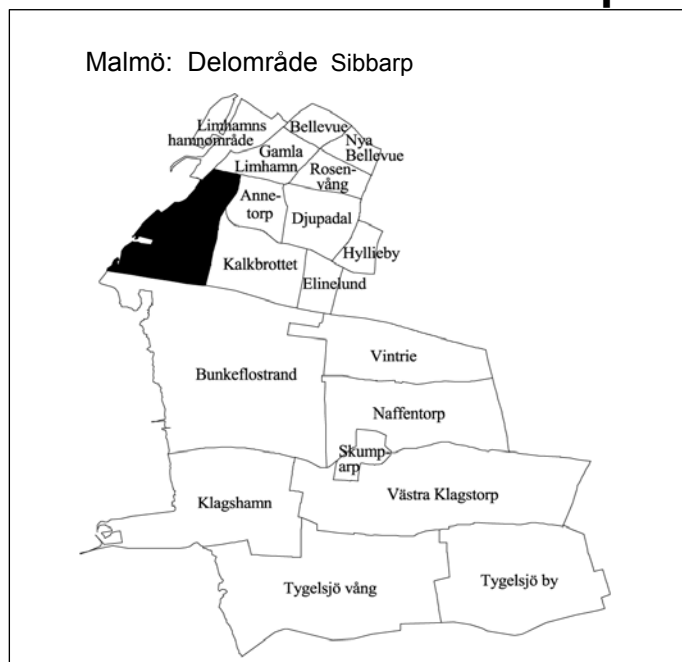 Malmö: Delområde Sibbarp
Limhamns
hamnområde
Bellevue
Nya
Bellevue
Gamla
Limhamn
Rosen-
vång
Anne-
torp
Djupadal
Hyllieby
Kalkbrottet
Elinelund
Bunkeflostrand
Vintrie
Naffentorp
Skump-
arp
Västra Klagstorp
Klagshamn
Tygelsjö vång
Tygelsjö by